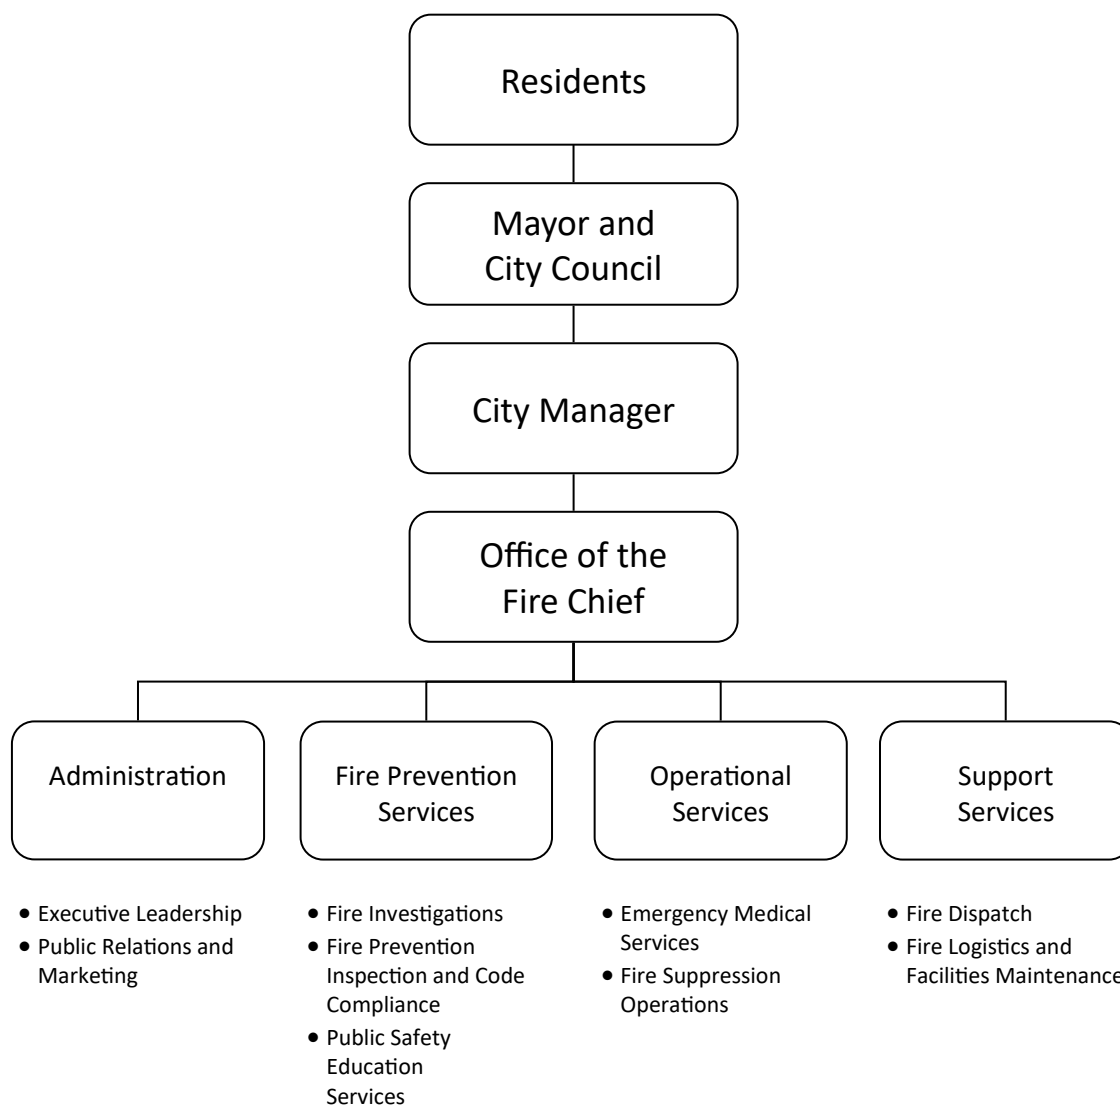 Residents
Mayor and
City Council
City Manager
Office of the
Fire Chief
Administration
Fire Prevention
Services
Operational
Services
Support
Services
• Executive Leadership
• Public Relations and
Marketing
• Fire Investigations
• Fire Prevention
Inspection and Code
Compliance
• Public Safety
Education
Services
• Emergency Medical
Services
• Fire Suppression
Operations
• Fire Dispatch
• Fire Logistics and
Facilities Maintenance